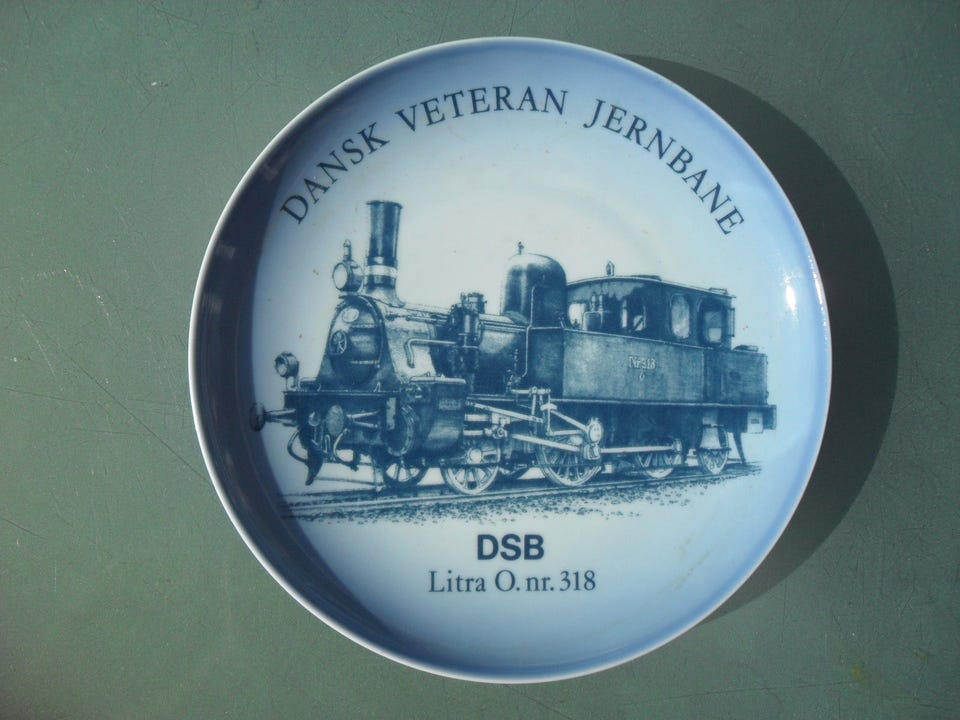 DANSK VETERAN JERNBANE
Nr 318
DSB
Litra O. nr. 318